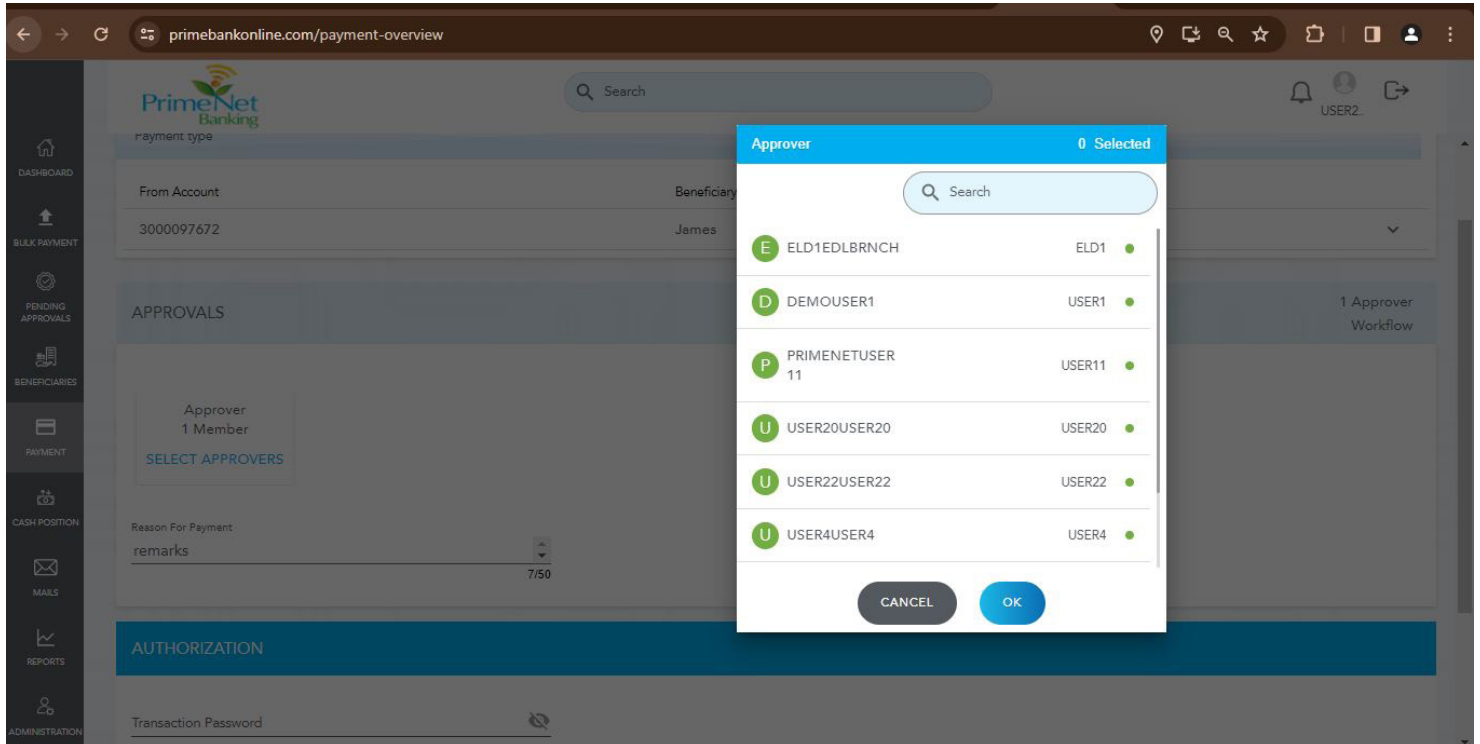 primebankonline.com/payment-overview
PrimeNet
Banking
Search
USER2..
DASHBOARD
BULK PAYMENT
PENDING
APPROVALS
BENEFICIARIES
PAYMENT
CASH POSITION
MAILS
REPORTS
ADMINISTRATION
Payment type
From Account
Beneficiary
3000097672
James
APPROVALS
1 Approver
Workflow
Approver
1 Member
SELECT APPROVERS
Reason For Payment
remarks
7/50
AUTHORIZATION
Transaction Password
Approver 0 Selected
Search
E ELD1EDLBRNCH ELD1
D DEMOUSER1 USER1
P PRIMENETUSER
11 USER11
U USER20USER20 USER20
U USER22USER22 USER22
U USER4USER4 USER4
CANCEL OK